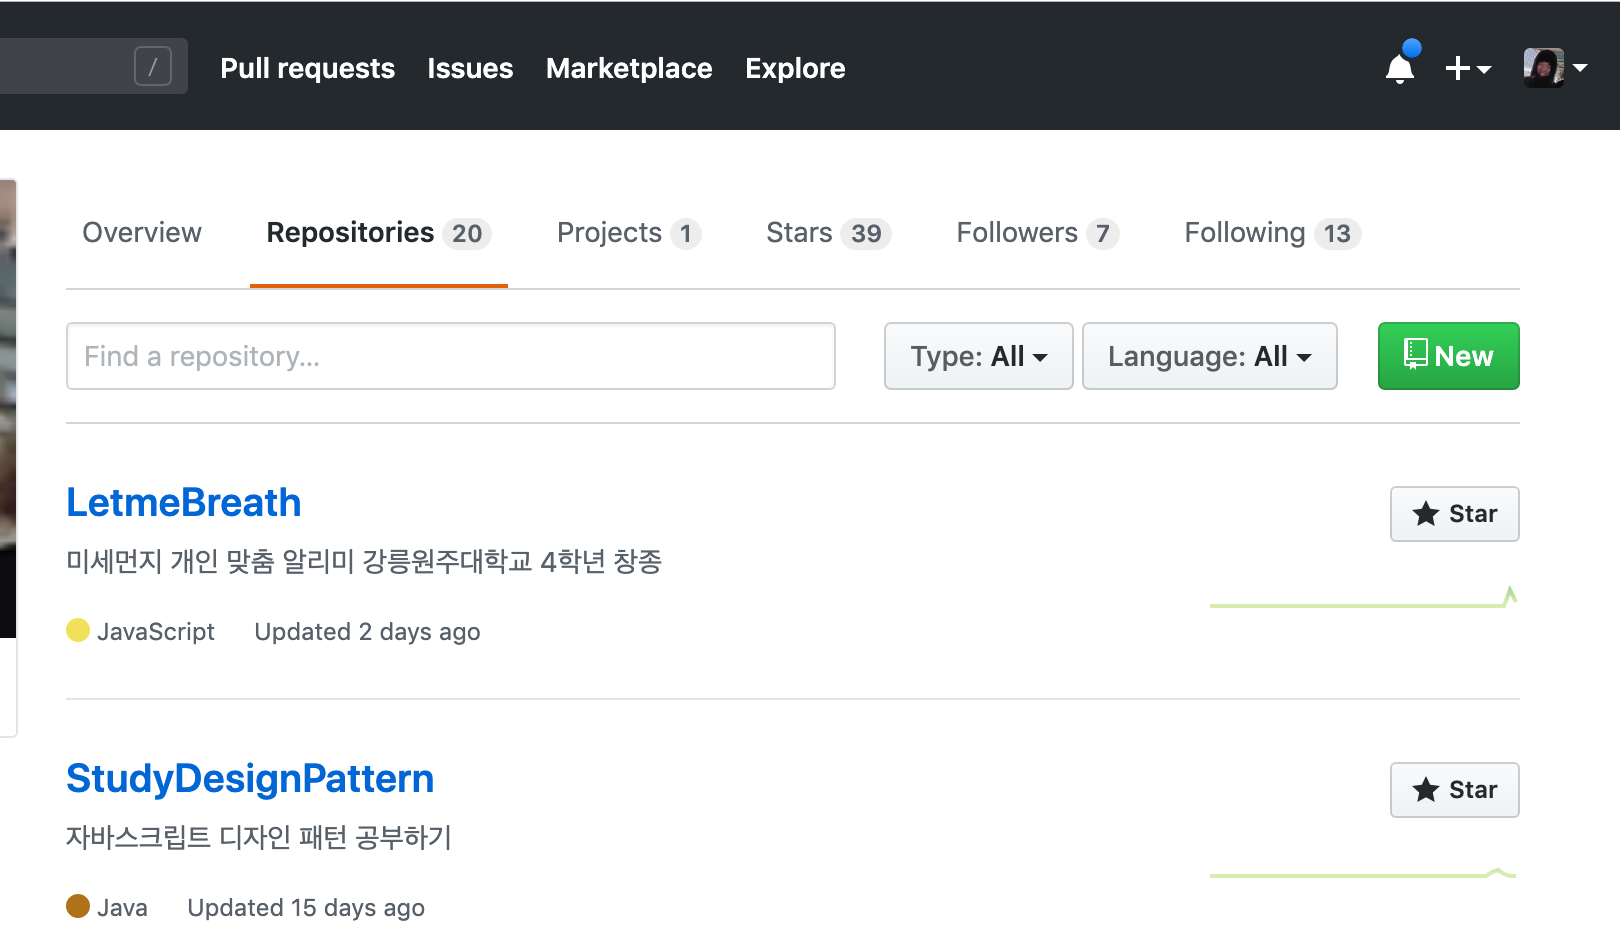 / Pull requests Issues Marketplace Explore
Overview Repositories 20 Projects 1 Stars 39 Followers 7 Following 13
Find a repository... Type: All Language: All New
LetmeBreath Star
미세먼지 개인 맞춤 알리미 강릉원주대학교 4학년 창종
JavaScript Updated 2 days ago
StudyDesignPattern Star
자바스크립트 디자인 패턴 공부하기
Java Updated 15 days ago